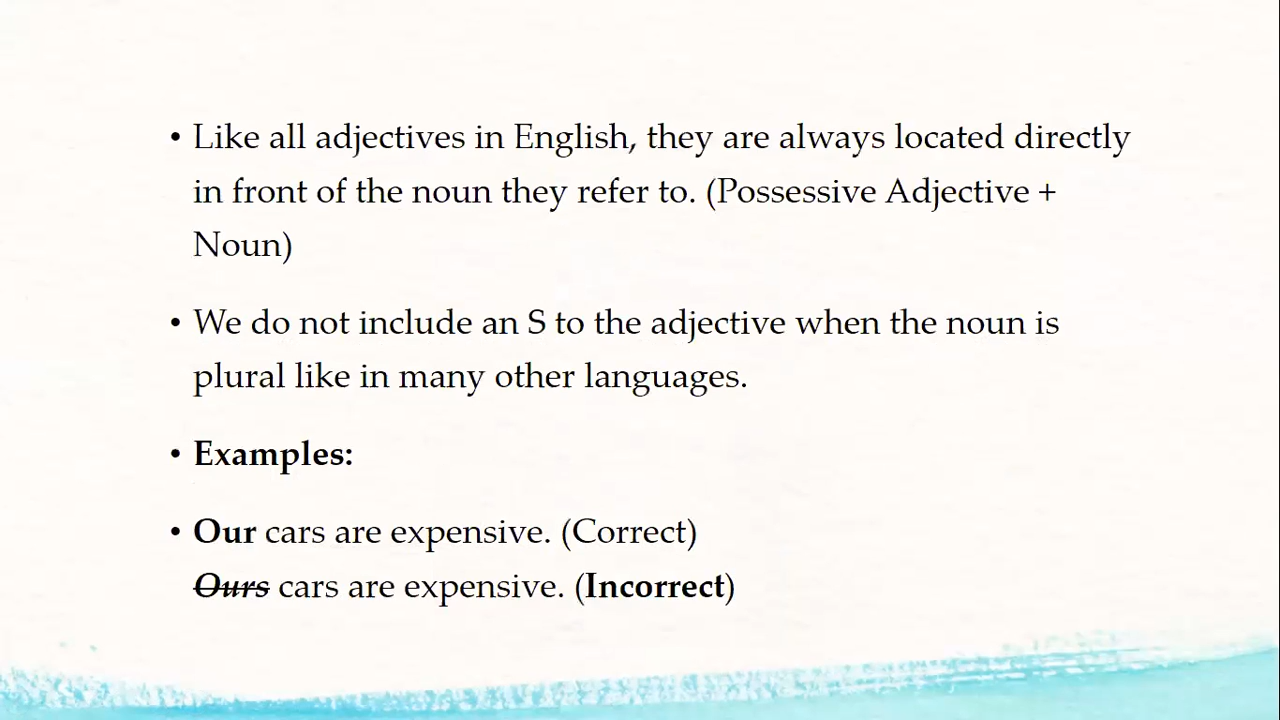 • Like all adjectives in English, they are always located directly
in front of the noun they refer to. (Possessive Adjective +
Noun)
• We do not include an S to the adjective when the noun is
plural like in many other languages.
• Examples:
• Our cars are expensive. (Correct)
Ours cars are expensive. (Incorrect)